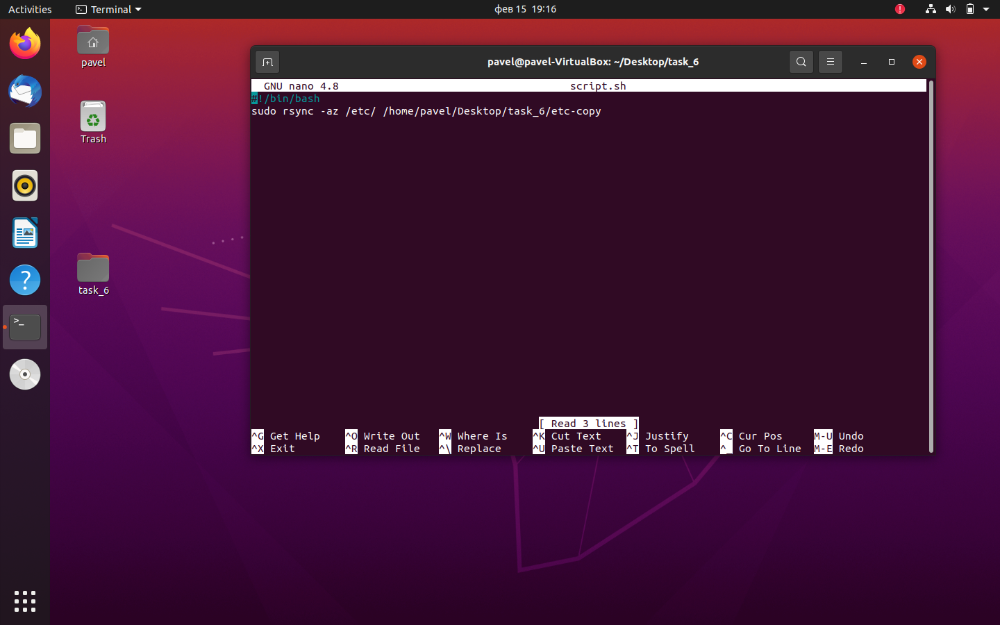 Activities
Terminal
фев 15 19:16
pavel
Trash
task_6
pavel@pavel-VirtualBox: ~/Desktop/task_6
GNU nano 4.8 script.sh
#!/bin/bash
sudo rsync -az /etc/ /home/pavel/Desktop/task_6/etc-copy
[ Read 3 lines ]
^G Get Help ^O Write Out ^W Where Is ^K Cut Text ^J Justify ^C Cur Pos M-U Undo
^X Exit ^R Read File ^\ Replace ^U Paste Text ^T To Spell ^_ Go To Line M-E Redo